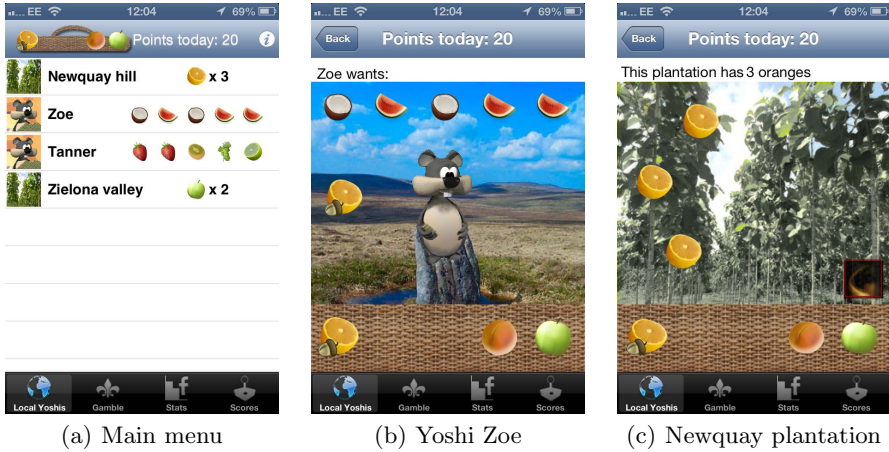 EE 12:04 69%
Points today: 20
Newquay hill x 3
Zoe
Tanner
Zielona valley x 2
Local Yoshis Gamble Stats Scores
(a) Main menu
EE 12:04 69%
Back Points today: 20
Zoe wants:
Local Yoshis Gamble Stats Scores
(b) Yoshi Zoe
EE 12:04 69%
Back Points today: 20
This plantation has 3 oranges
Local Yoshis Gamble Stats Scores
(c) Newquay plantation